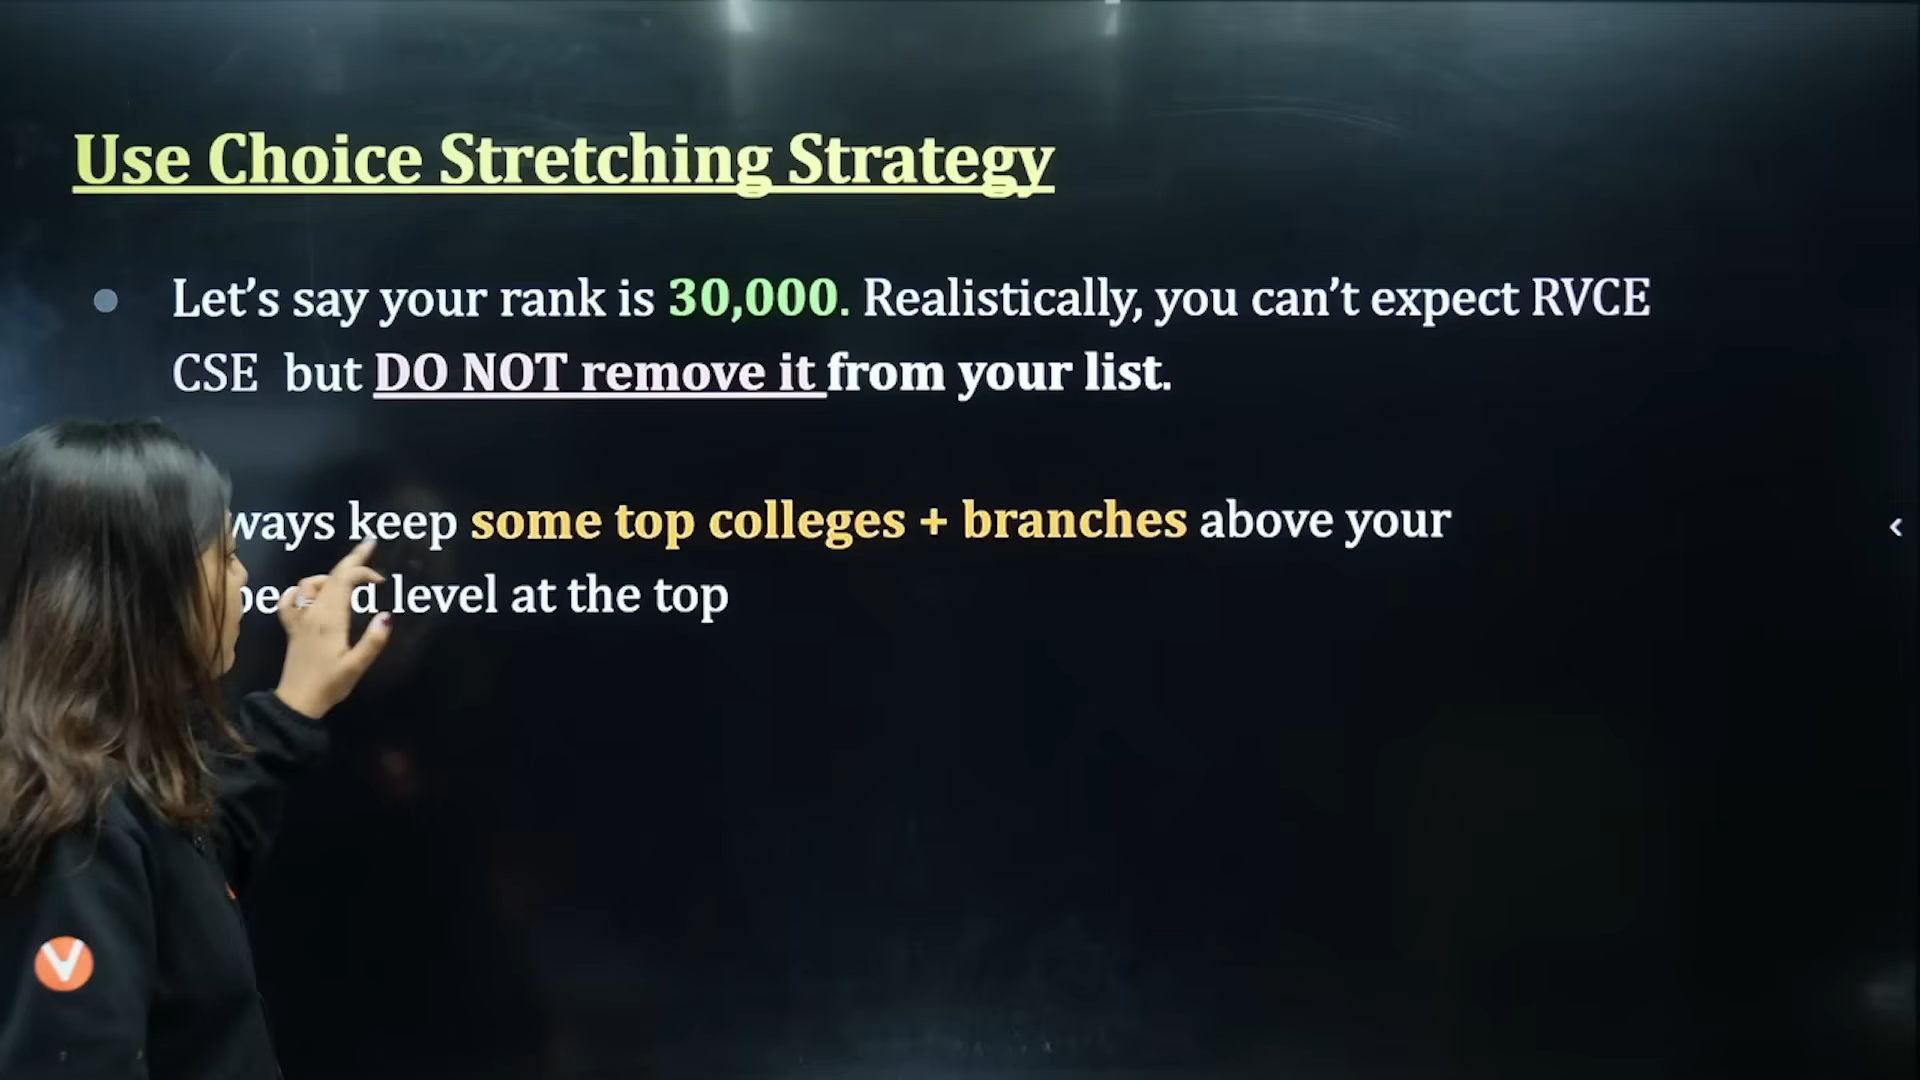 Use Choice Stretching Strategy
Let's say your rank is 30,000. Realistically, you can't expect RVCE
CSE but DO NOT remove it from your list.
keep some top colleges + branches above your
level at the top